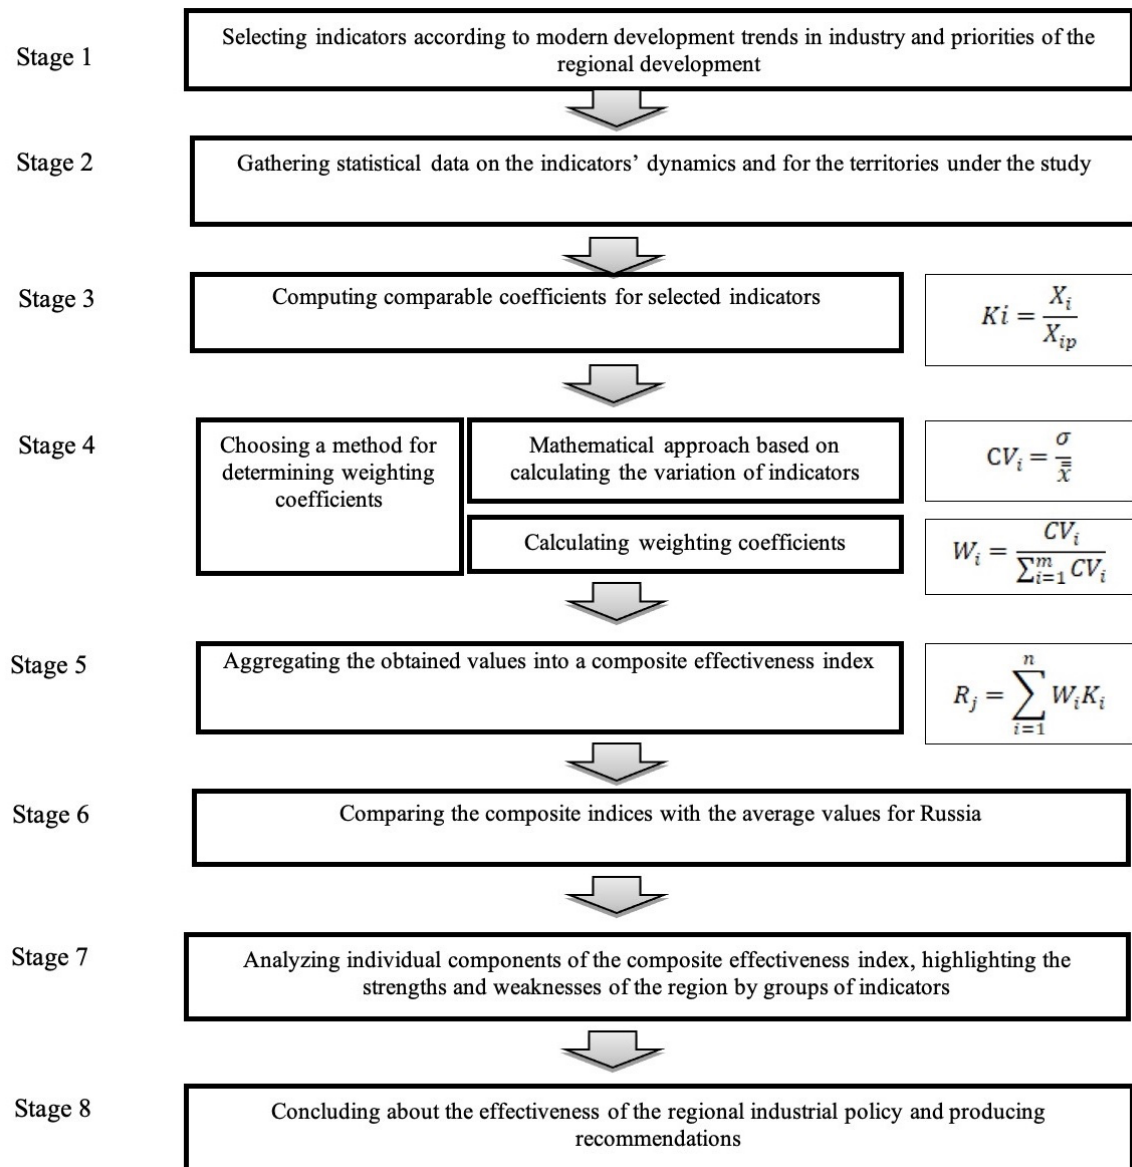 Stage 1
Selecting indicators according to modern development trends in industry and priorities of the
regional development
Stage 2
Gathering statistical data on the indicators’ dynamics and for the territories under the study
Stage 3
Computing comparable coefficients for selected indicators
Ki = X_i / X_ip
Stage 4
Choosing a method for
determining weighting
coefficients
Mathematical approach based on
calculating the variation of indicators
CV_i = σ / x̿
Calculating weighting coefficients
W_i = CV_i / ∑_{i=1}^{m} CV_i
Stage 5
Aggregating the obtained values into a composite effectiveness index
R_j = ∑_{i=1}^{n} W_i K_i
Stage 6
Comparing the composite indices with the average values for Russia
Stage 7
Analyzing individual components of the composite effectiveness index, highlighting the
strengths and weaknesses of the region by groups of indicators
Stage 8
Concluding about the effectiveness of the regional industrial policy and producing
recommendations